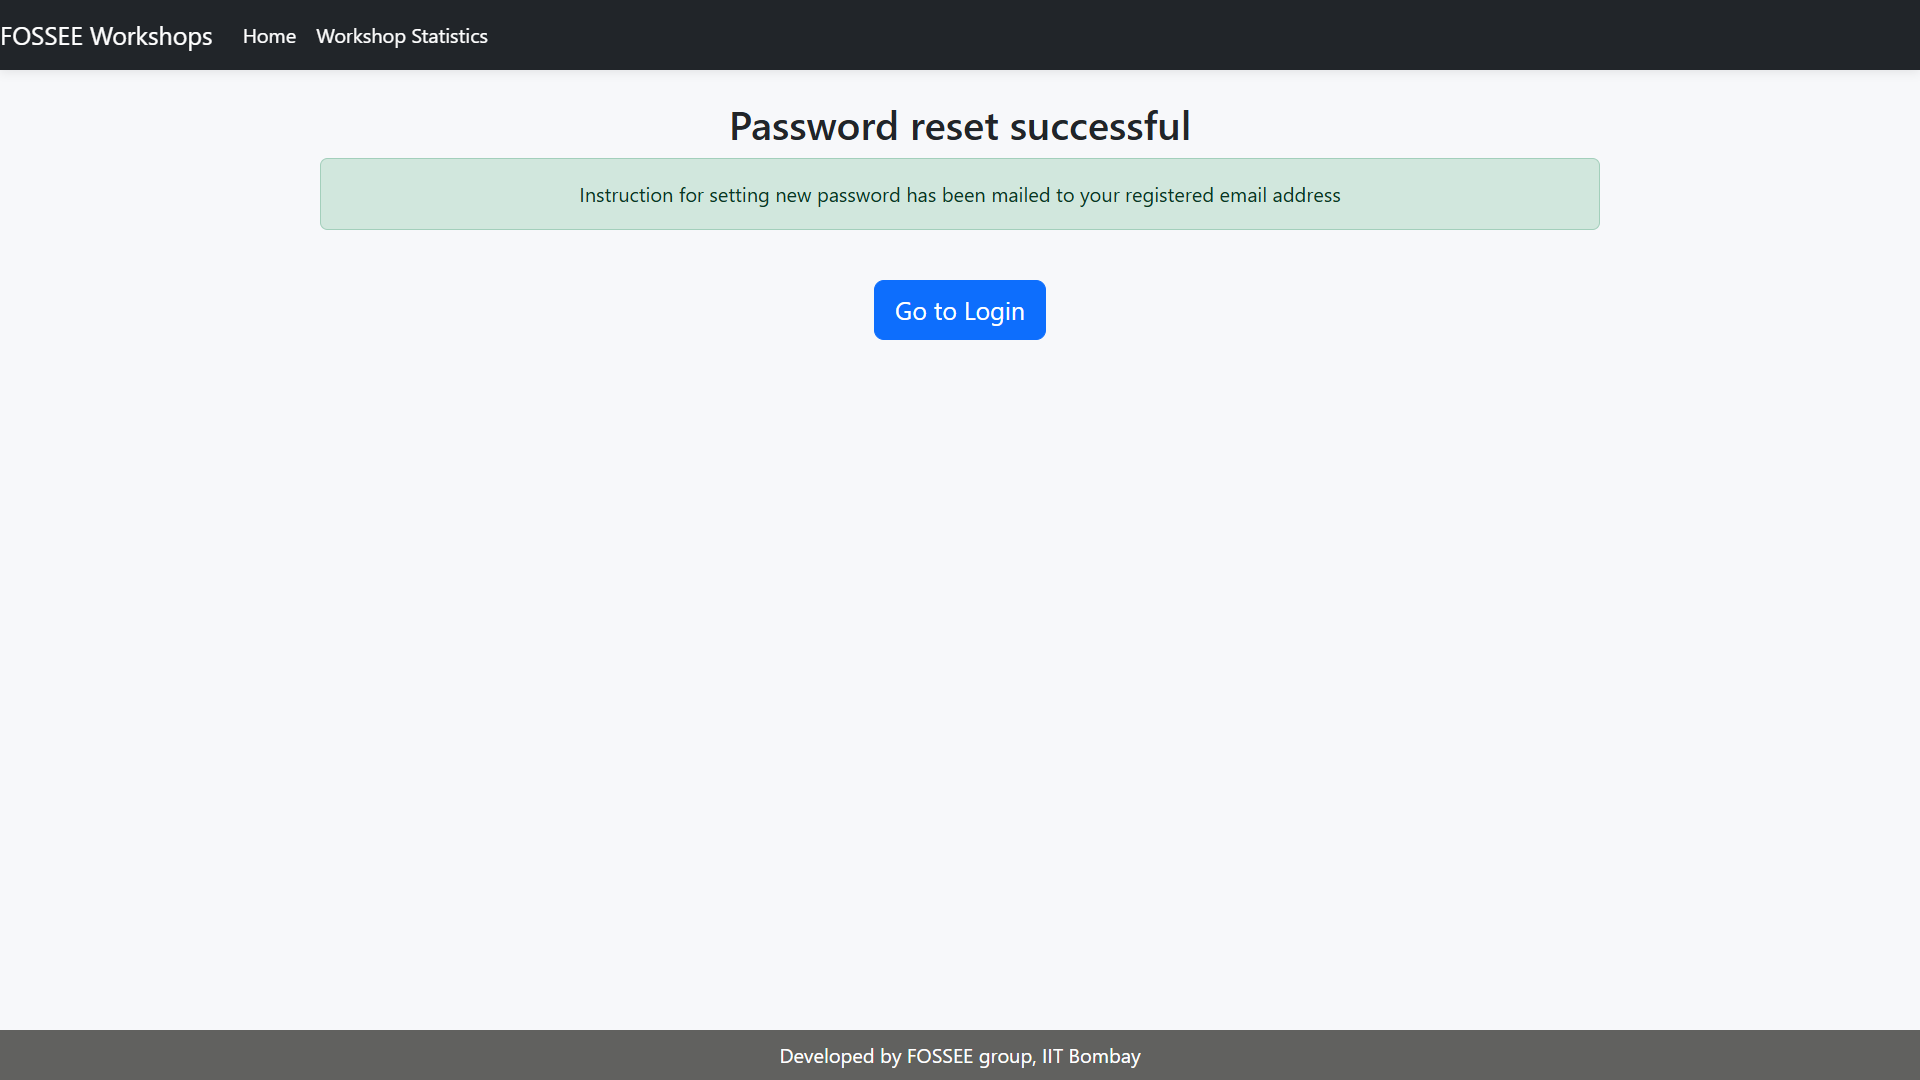 FOSSEE Workshops Home Workshop Statistics
Password reset successful
Instruction for setting new password has been mailed to your registered email address
Go to Login
Developed by FOSSEE group, IIT Bombay